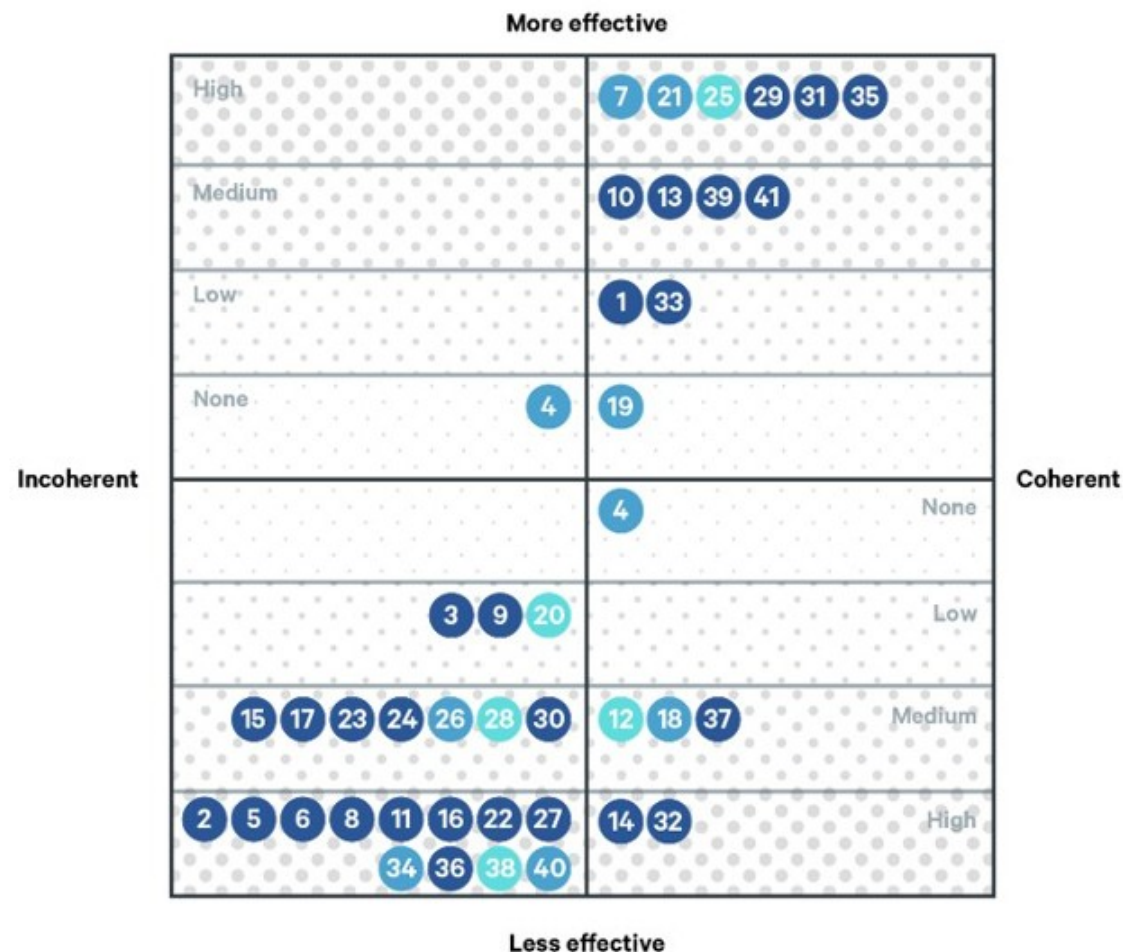 More effective
High
7 21 25 29 31 35
Medium
10 13 39 41
Low
1 33
None
4 19
Incoherent
Coherent
4 None
3 9 20 Low
15 17 23 24 26 28 30 12 18 37 Medium
2 5 6 8 11 16 22 27 14 32 High
34 36 38 40
Less effective